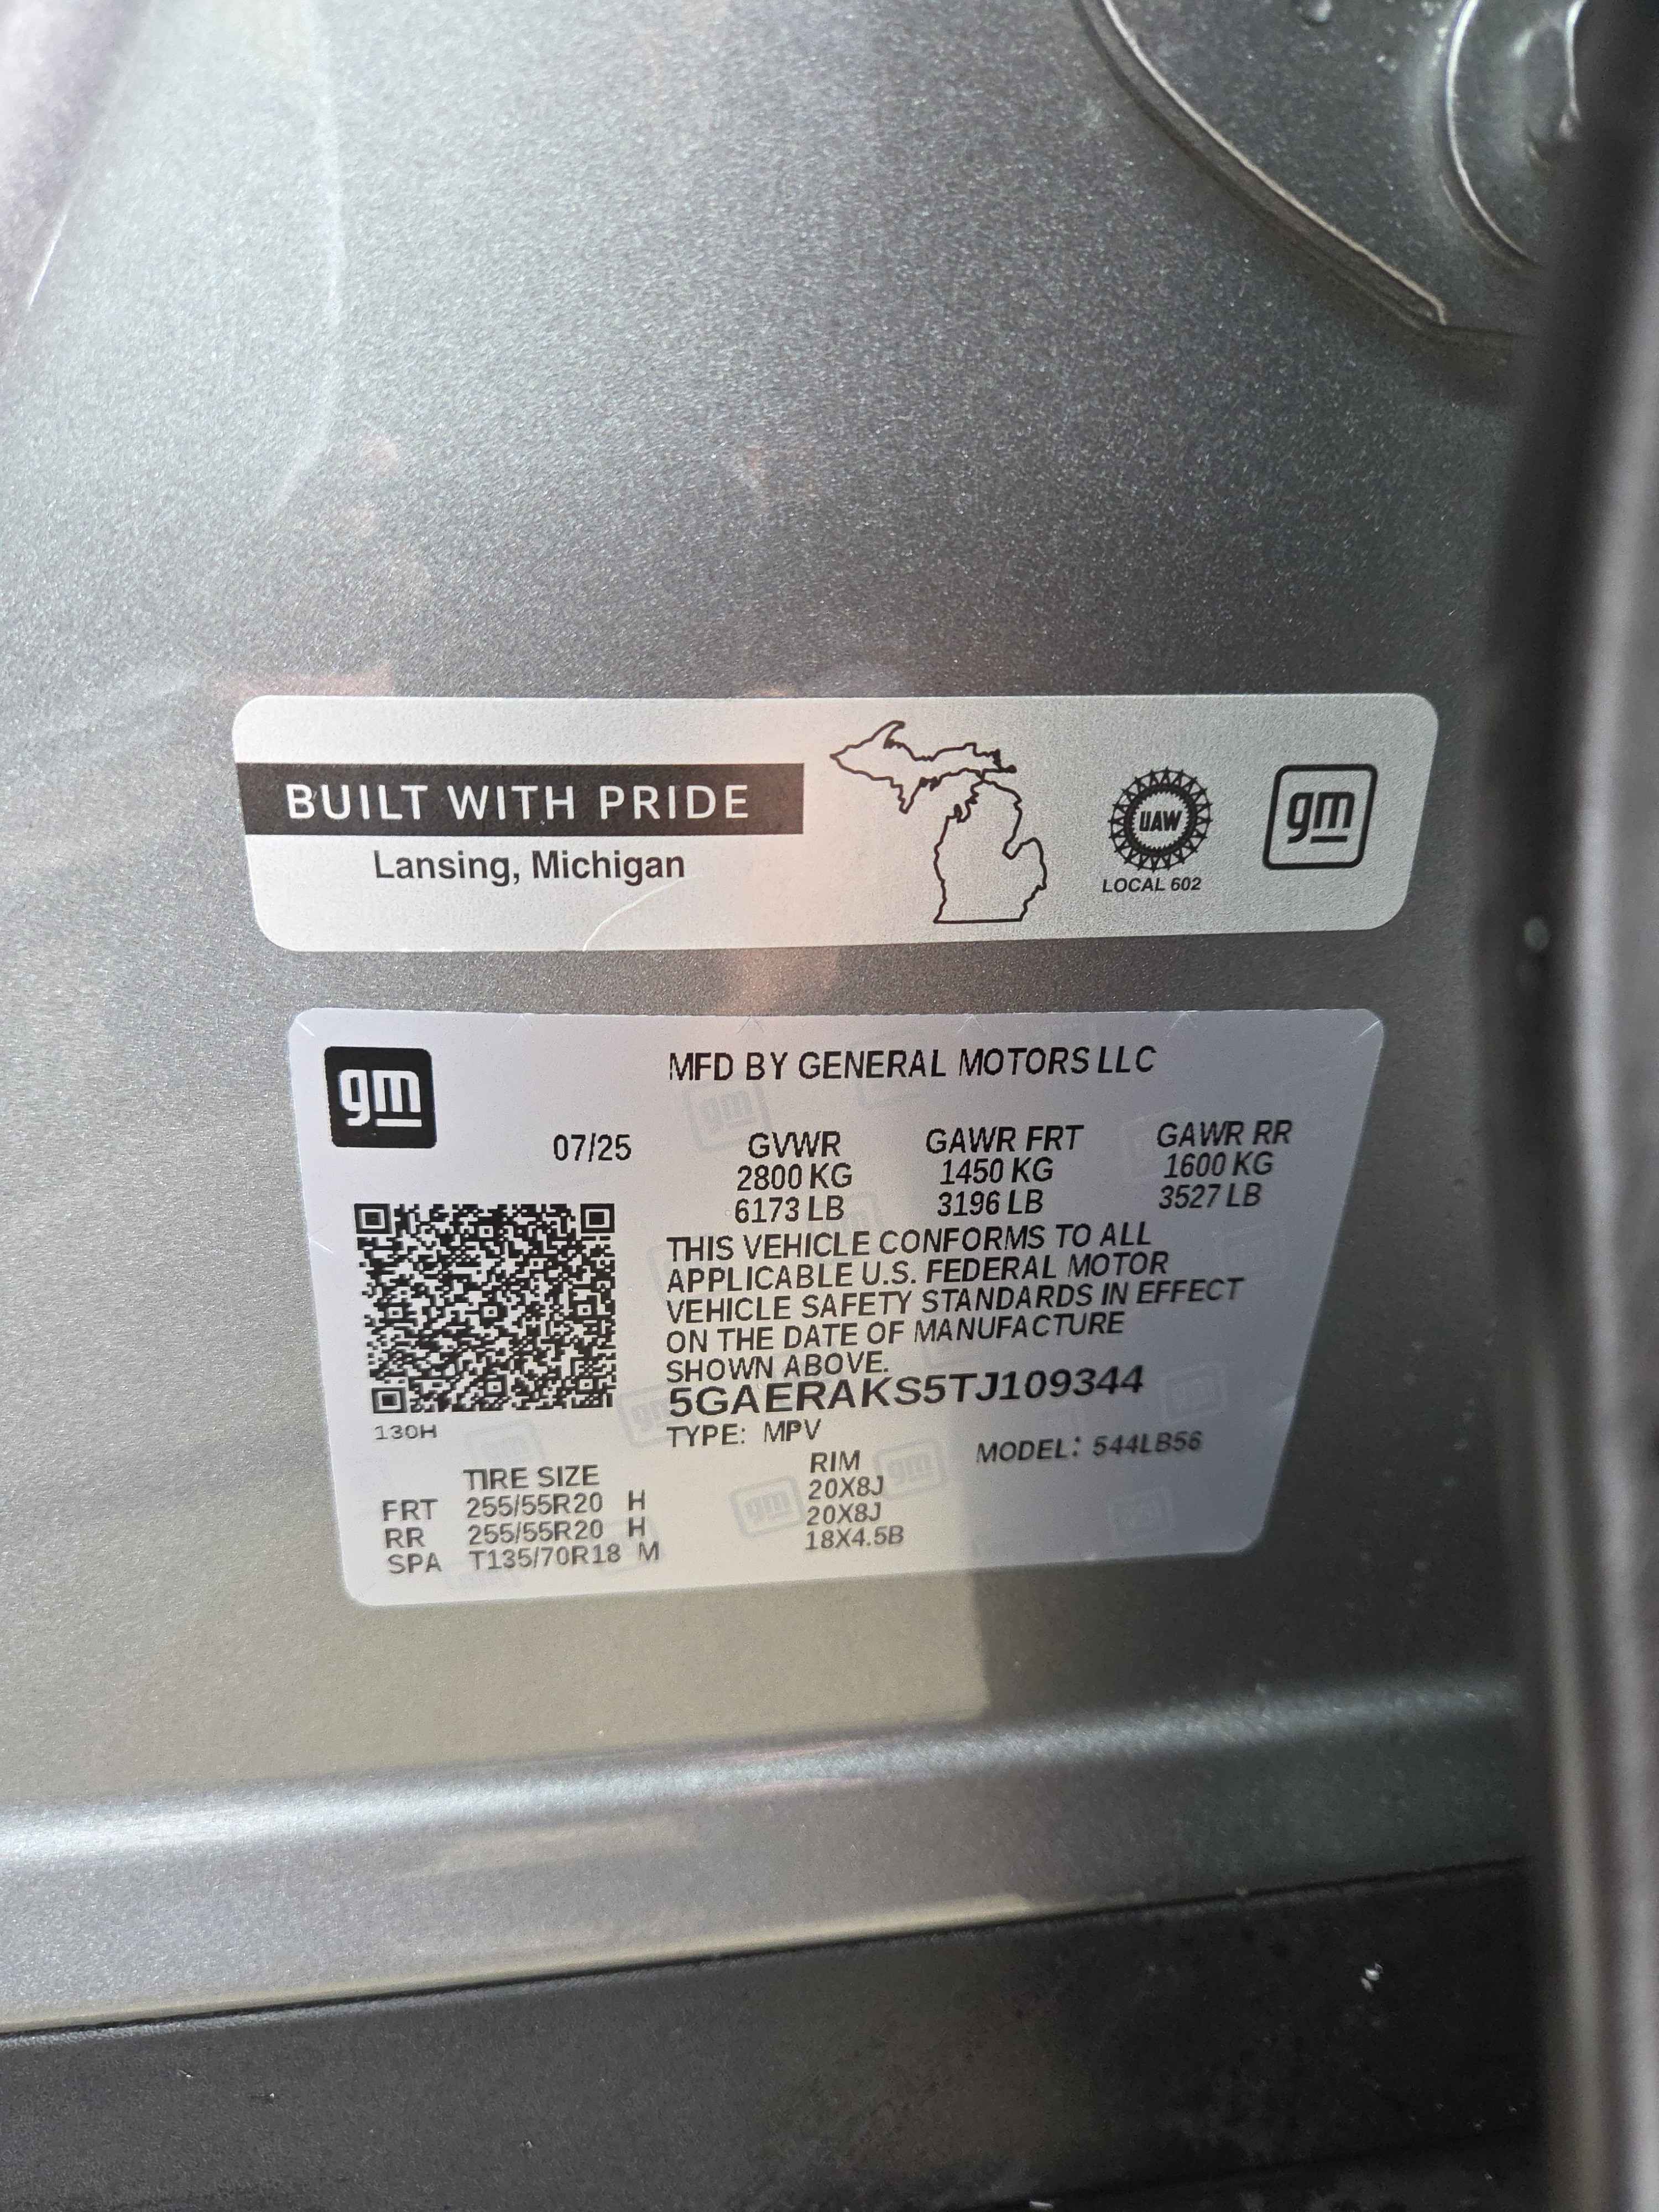 BUILT WITH PRIDE
Lansing, Michigan
UAW
LOCAL 602
gm
gm
MFD BY GENERAL MOTORS LLC
07/25 GVWR GAWR FRT GAWR RR
2800 KG 1450 KG 1600 KG
6173 LB 3196 LB 3527 LB
THIS VEHICLE CONFORMS TO ALL
APPLICABLE U.S. FEDERAL MOTOR
VEHICLE SAFETY STANDARDS IN EFFECT
ON THE DATE OF MANUFACTURE
SHOWN ABOVE.
5GAERAKS5TJ109344
130H
TYPE: MPV
MODEL: 544LB56
TIRE SIZE RIM
FRT 255/55R20 H 20X8J
RR 255/55R20 H 20X8J
SPA T135/70R18 M 18X4.5B